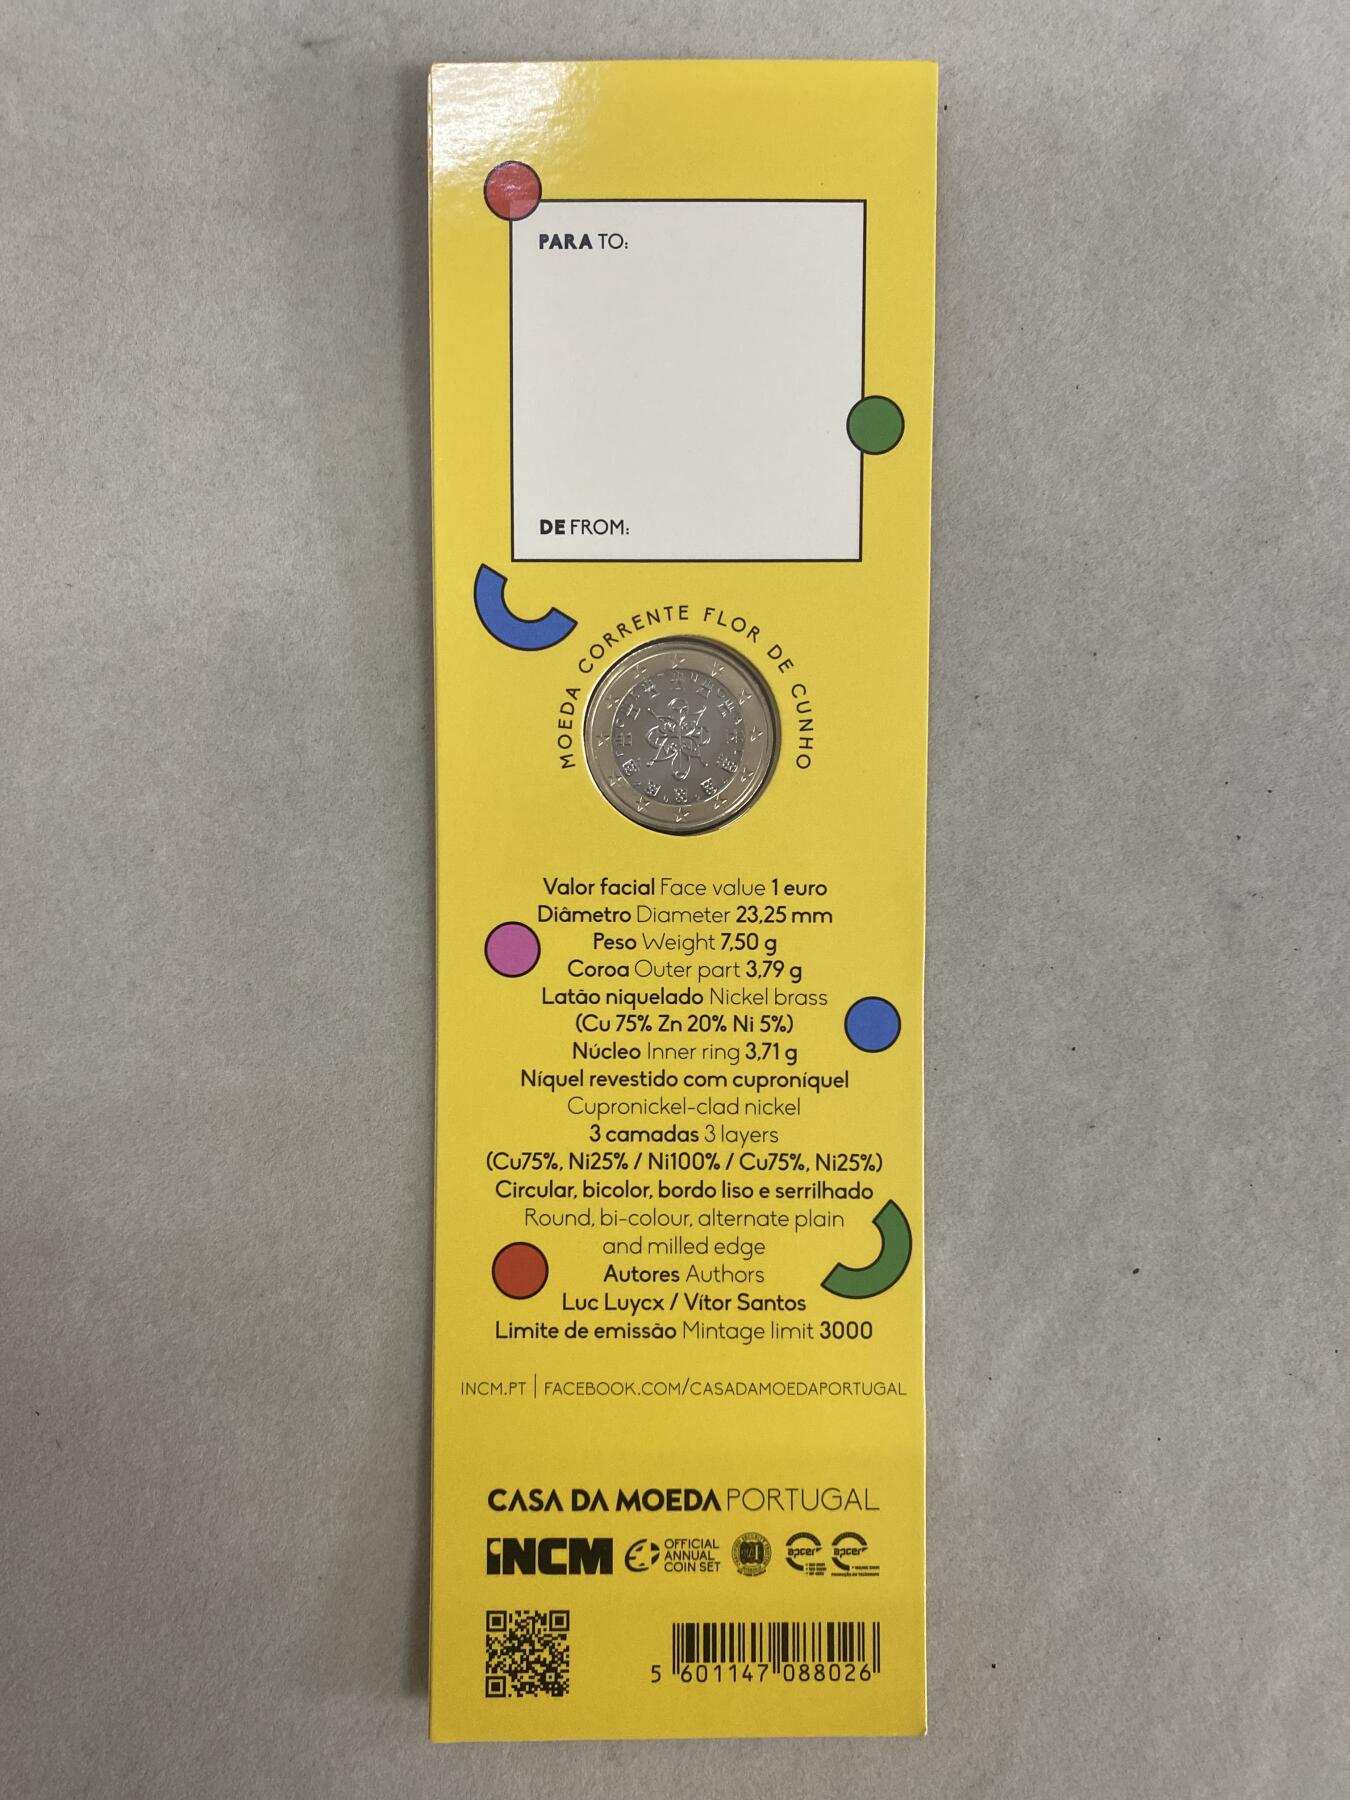 PARA TO:
DE FROM:
MOEDA CORRENTE FLOR DE CUNHO
Valor facial Face value 1 euro
Diâmetro Diameter 23,25 mm
Peso Weight 7,50 g
Coroa Outer part 3,79 g
Latão niquelado Nickel brass
(Cu 75% Zn 20% Ni 5%)
Núcleo Inner ring 3,71 g
Níquel revestido com cuproníquel
Cupronickel-clad nickel
3 camadas 3 layers
(Cu75%, Ni25% / Ni100% / Cu75%, Ni25%)
Circular, bicolor, bordo liso e serrilhado
Round, bi-colour, alternate plain
and milled edge
Autores Authors
Luc Luycx / Vítor Santos
Limite de emissão Mintage limit 3000
INCM.PT | FACEBOOK.COM/CASADAMOEDAPORTUGAL
CASA DA MOEDA PORTUGAL
INCM
OFFICIAL
ANNUAL
COIN SET
apcer apcer
5 601147 088026